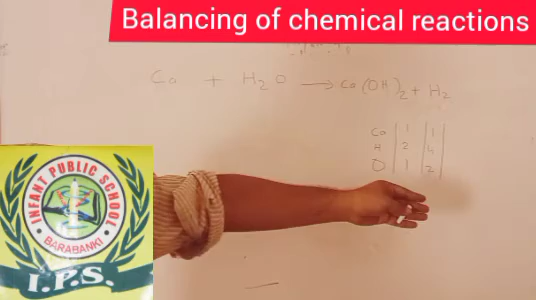 Balancing of chemical reactions
Ca + H₂O ⟶ Ca(OH)₂ + H₂
Ca | 1 | 1 |
H | 2 | 4 |
O | 1 | 2 |
INFANT PUBLIC SCHOOL
• BARABANKI •
I.P.S.